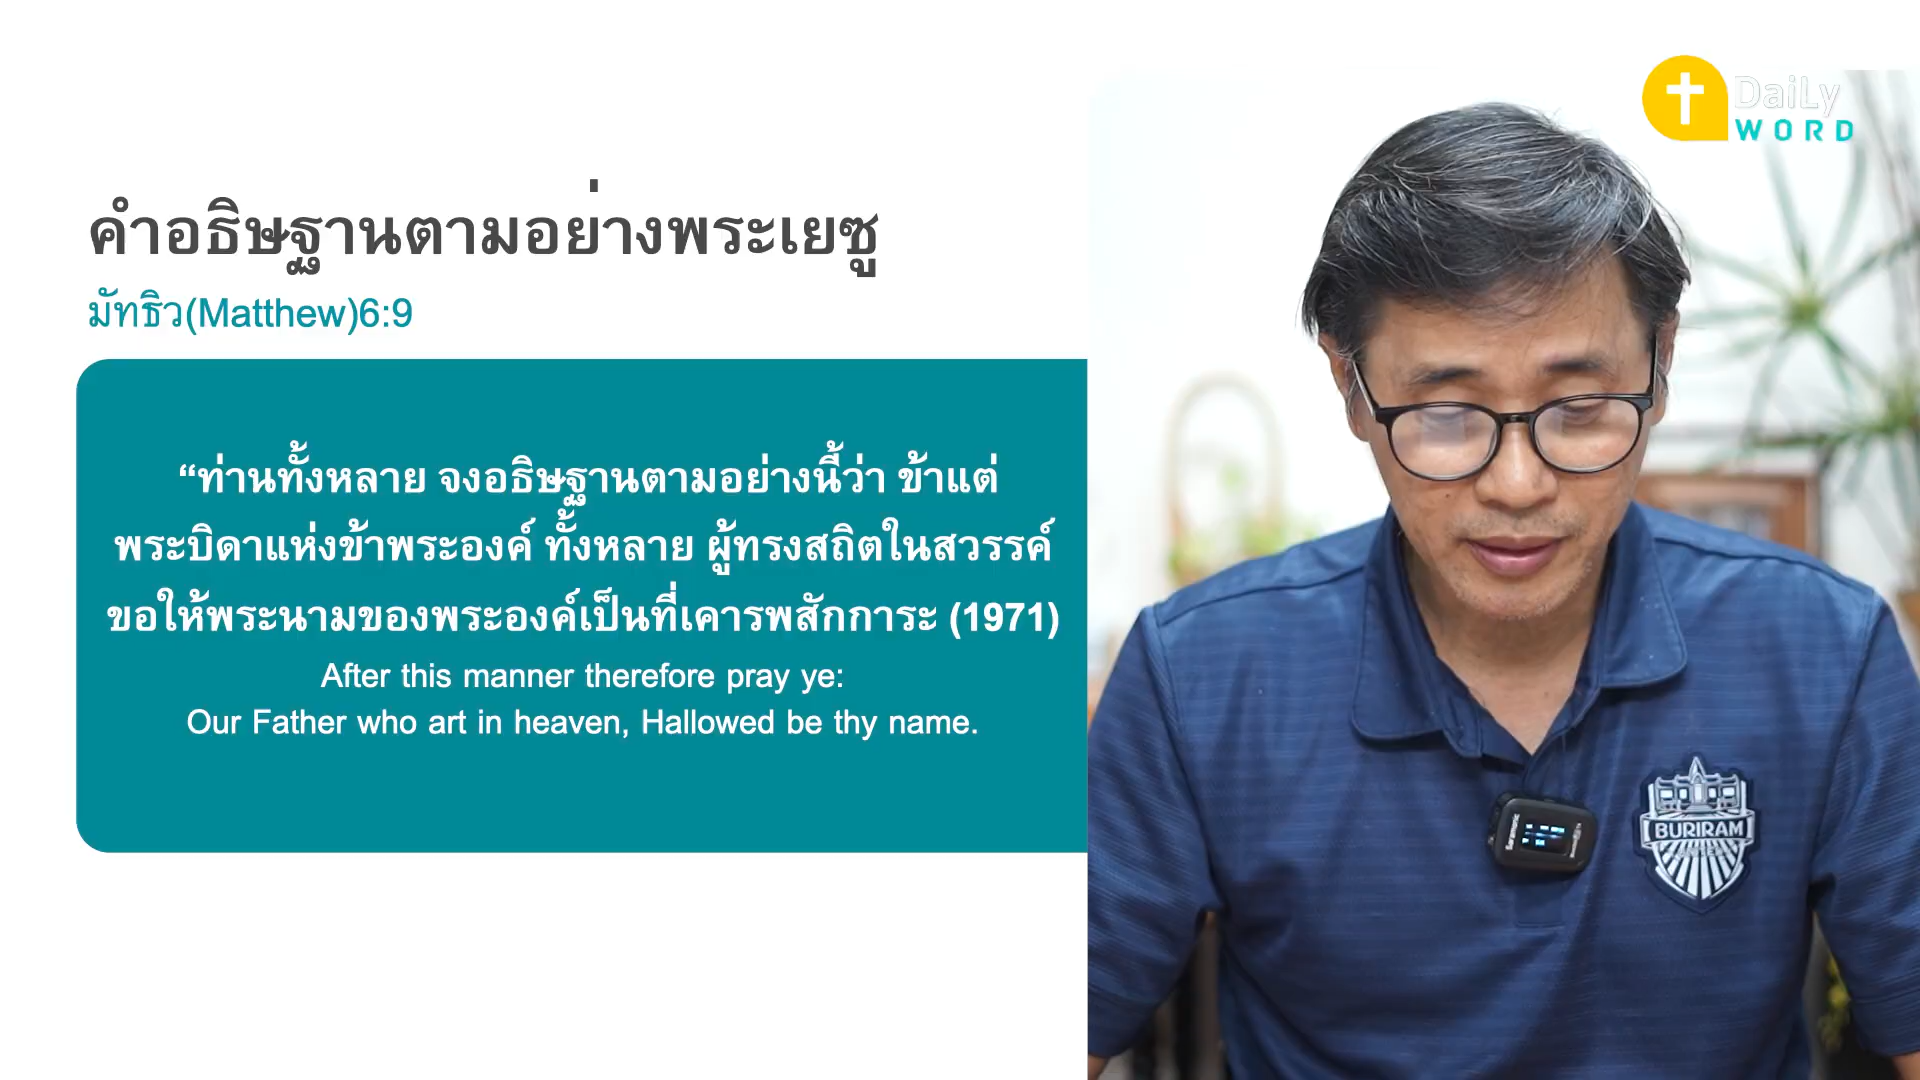 DaiLy
WORD
คำอธิษฐานตามอย่างพระเยซู
มัทธิว(Matthew)6:9
“ท่านทั้งหลาย จงอธิษฐานตามอย่างนี้ว่า ข้าแต่
พระบิดาแห่งข้าพระองค์ ทั้งหลาย ผู้ทรงสถิตในสวรรค์
ขอให้พระนามของพระองค์เป็นที่เคารพสักการะ (1971)
After this manner therefore pray ye:
Our Father who art in heaven, Hallowed be thy name.
Saramonic
BURIRAM
UNITED